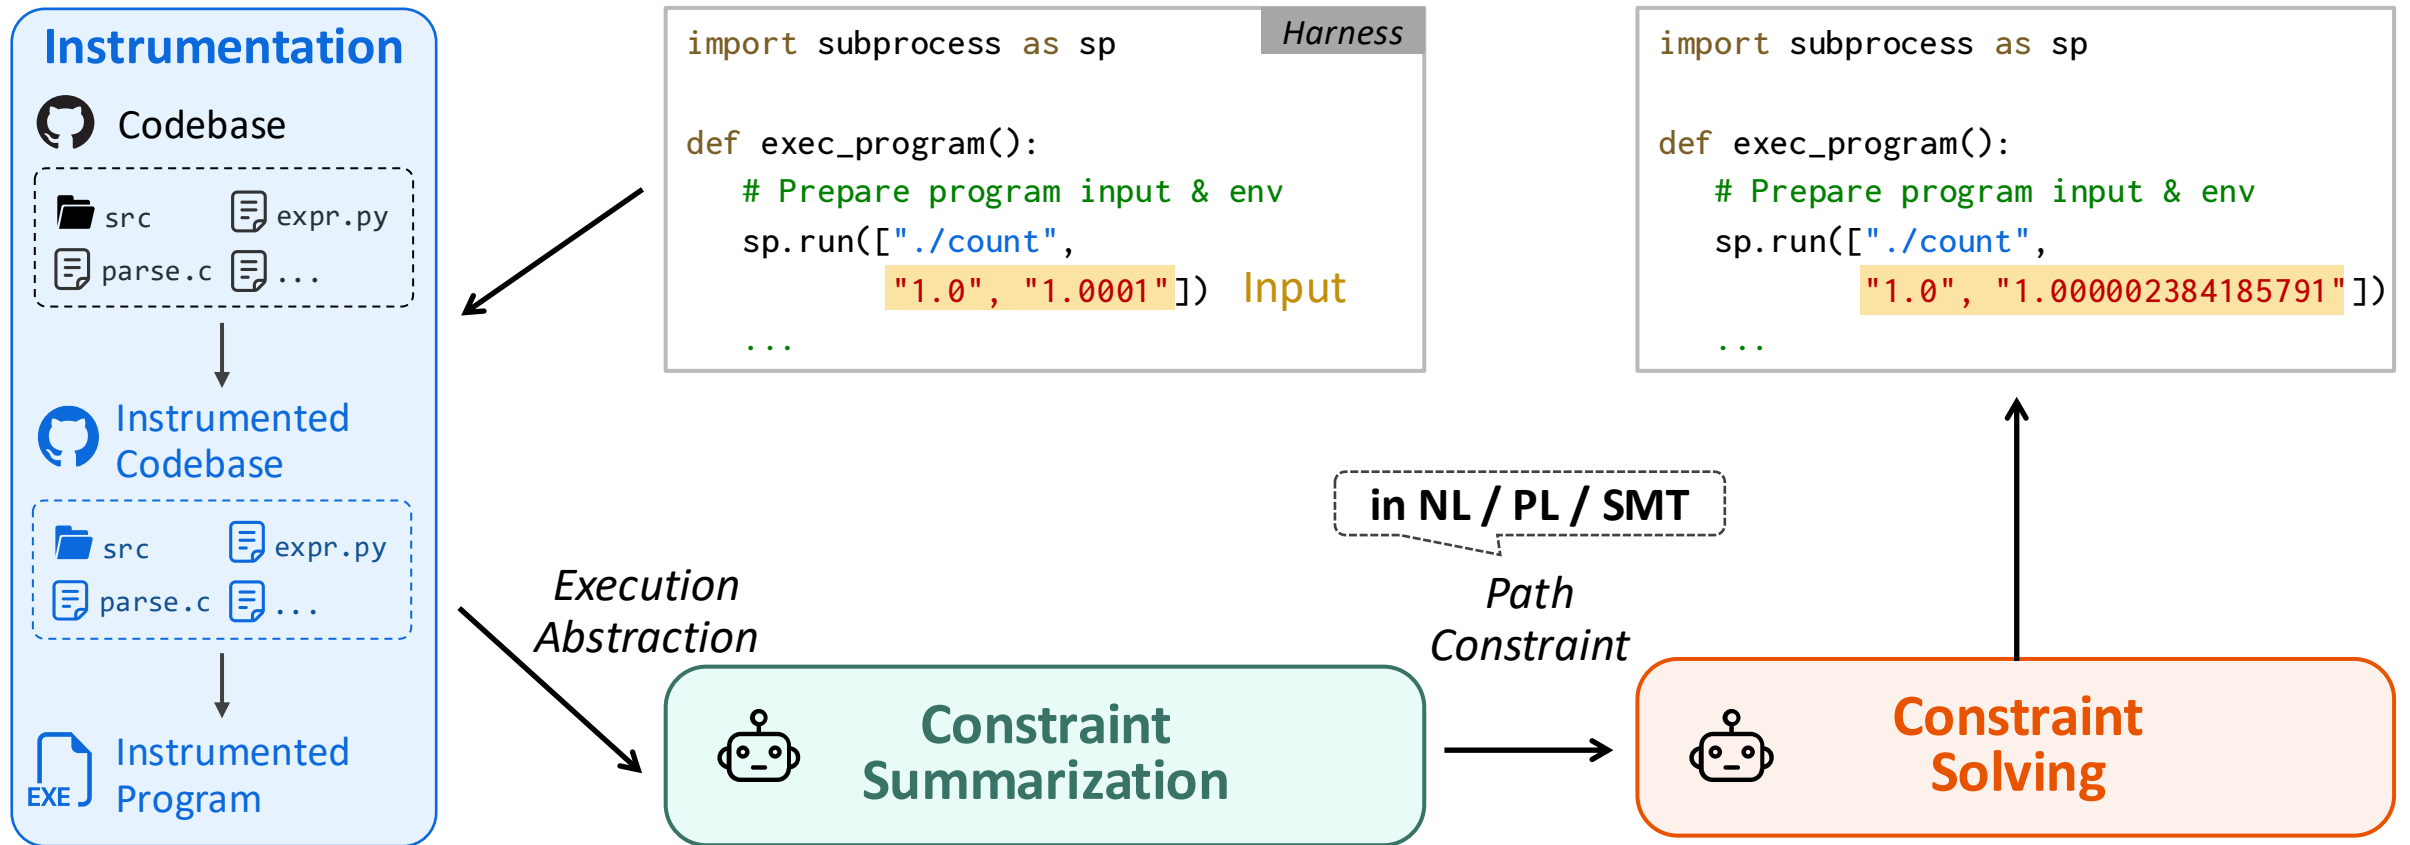 Instrumentation
Codebase
src
expr.py
parse.c
...
Instrumented
Codebase
src
expr.py
parse.c
...
EXE
Instrumented
Program
Harness
import subprocess as sp
def exec_program():
# Prepare program input & env
sp.run(["./count",
"1.0", "1.0001"]) Input
...
Execution
Abstraction
Constraint
Summarization
in NL / PL / SMT
Path
Constraint
Constraint
Solving
import subprocess as sp
def exec_program():
# Prepare program input & env
sp.run(["./count",
"1.0", "1.000002384185791"])
...